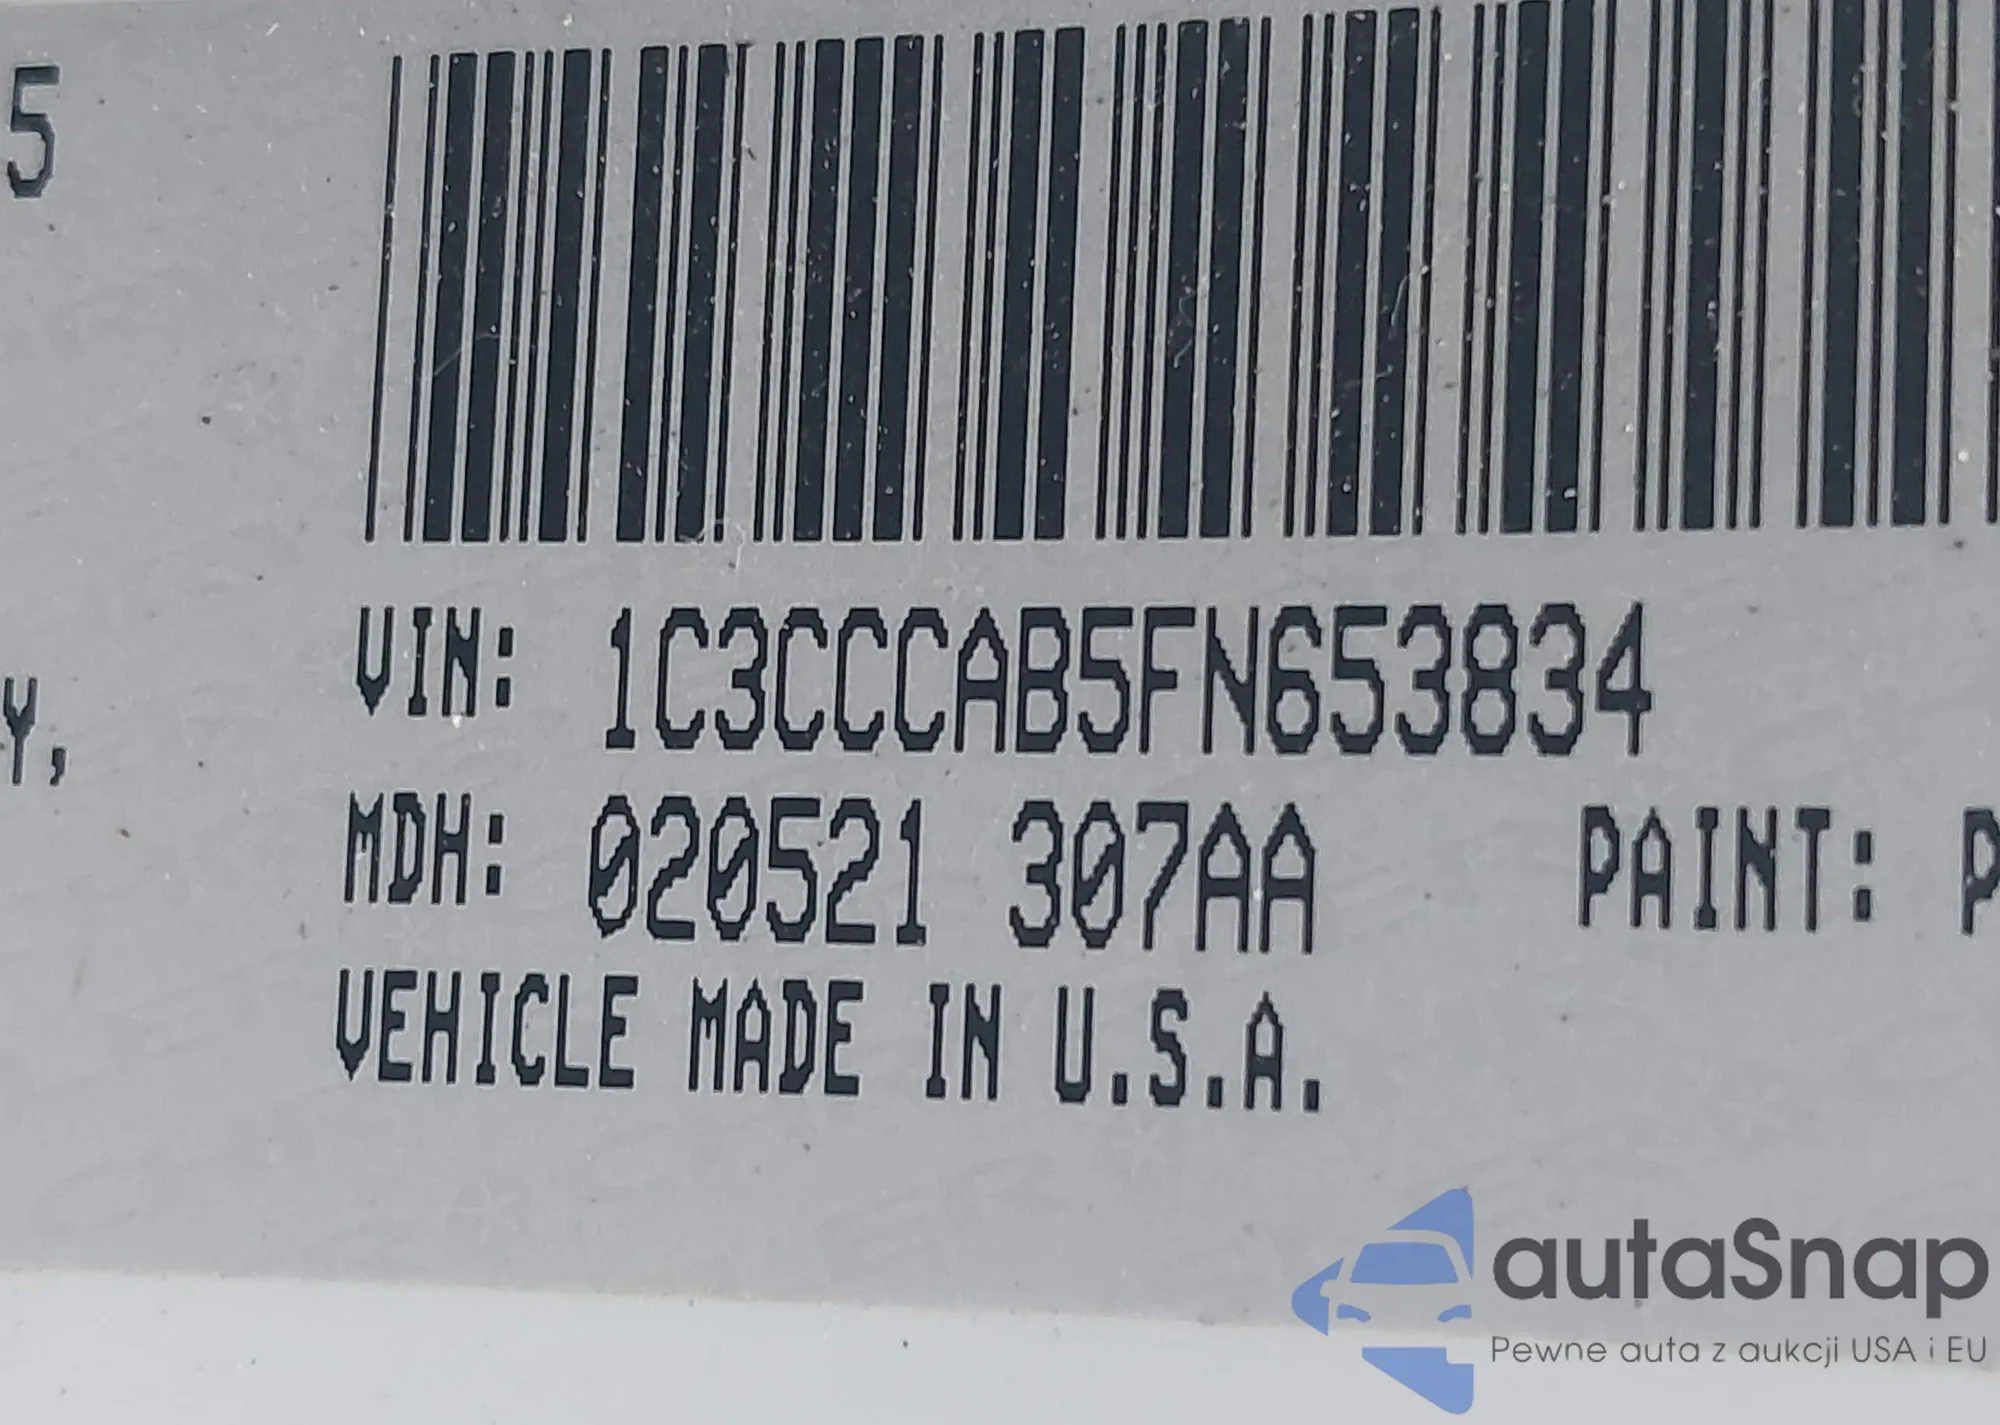 5
Y,
VIN: 1C3CCCAB5FN653834
MDH: 020521 307AA PAINT: P
VEHICLE MADE IN U.S.A.
autaSnap
Pewne auta z aukcji USA i EU